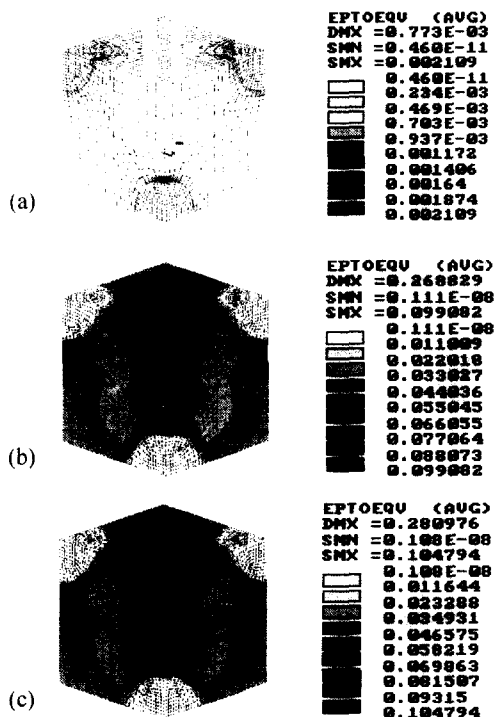 EPTOEQV (AVG)
DMX =0.773E-03
SMN =0.460E-11
SMX =0.002109
0.460E-11
0.234E-03
0.469E-03
0.703E-03
0.937E-03
0.001172
0.001406
0.00164
0.001874
0.002109
(a)
EPTOEQV (AVG)
DMX =0.268829
SMN =0.111E-08
SMX =0.099082
0.111E-08
0.011009
0.022018
0.033027
0.044036
0.055045
0.066055
0.077064
0.088073
0.099082
(b)
EPTOEQV (AVG)
DMX =0.280976
SMN =0.108E-08
SMX =0.104794
0.108E-08
0.011644
0.023288
0.034931
0.046575
0.058219
0.069863
0.081507
0.09315
0.104794
(c)